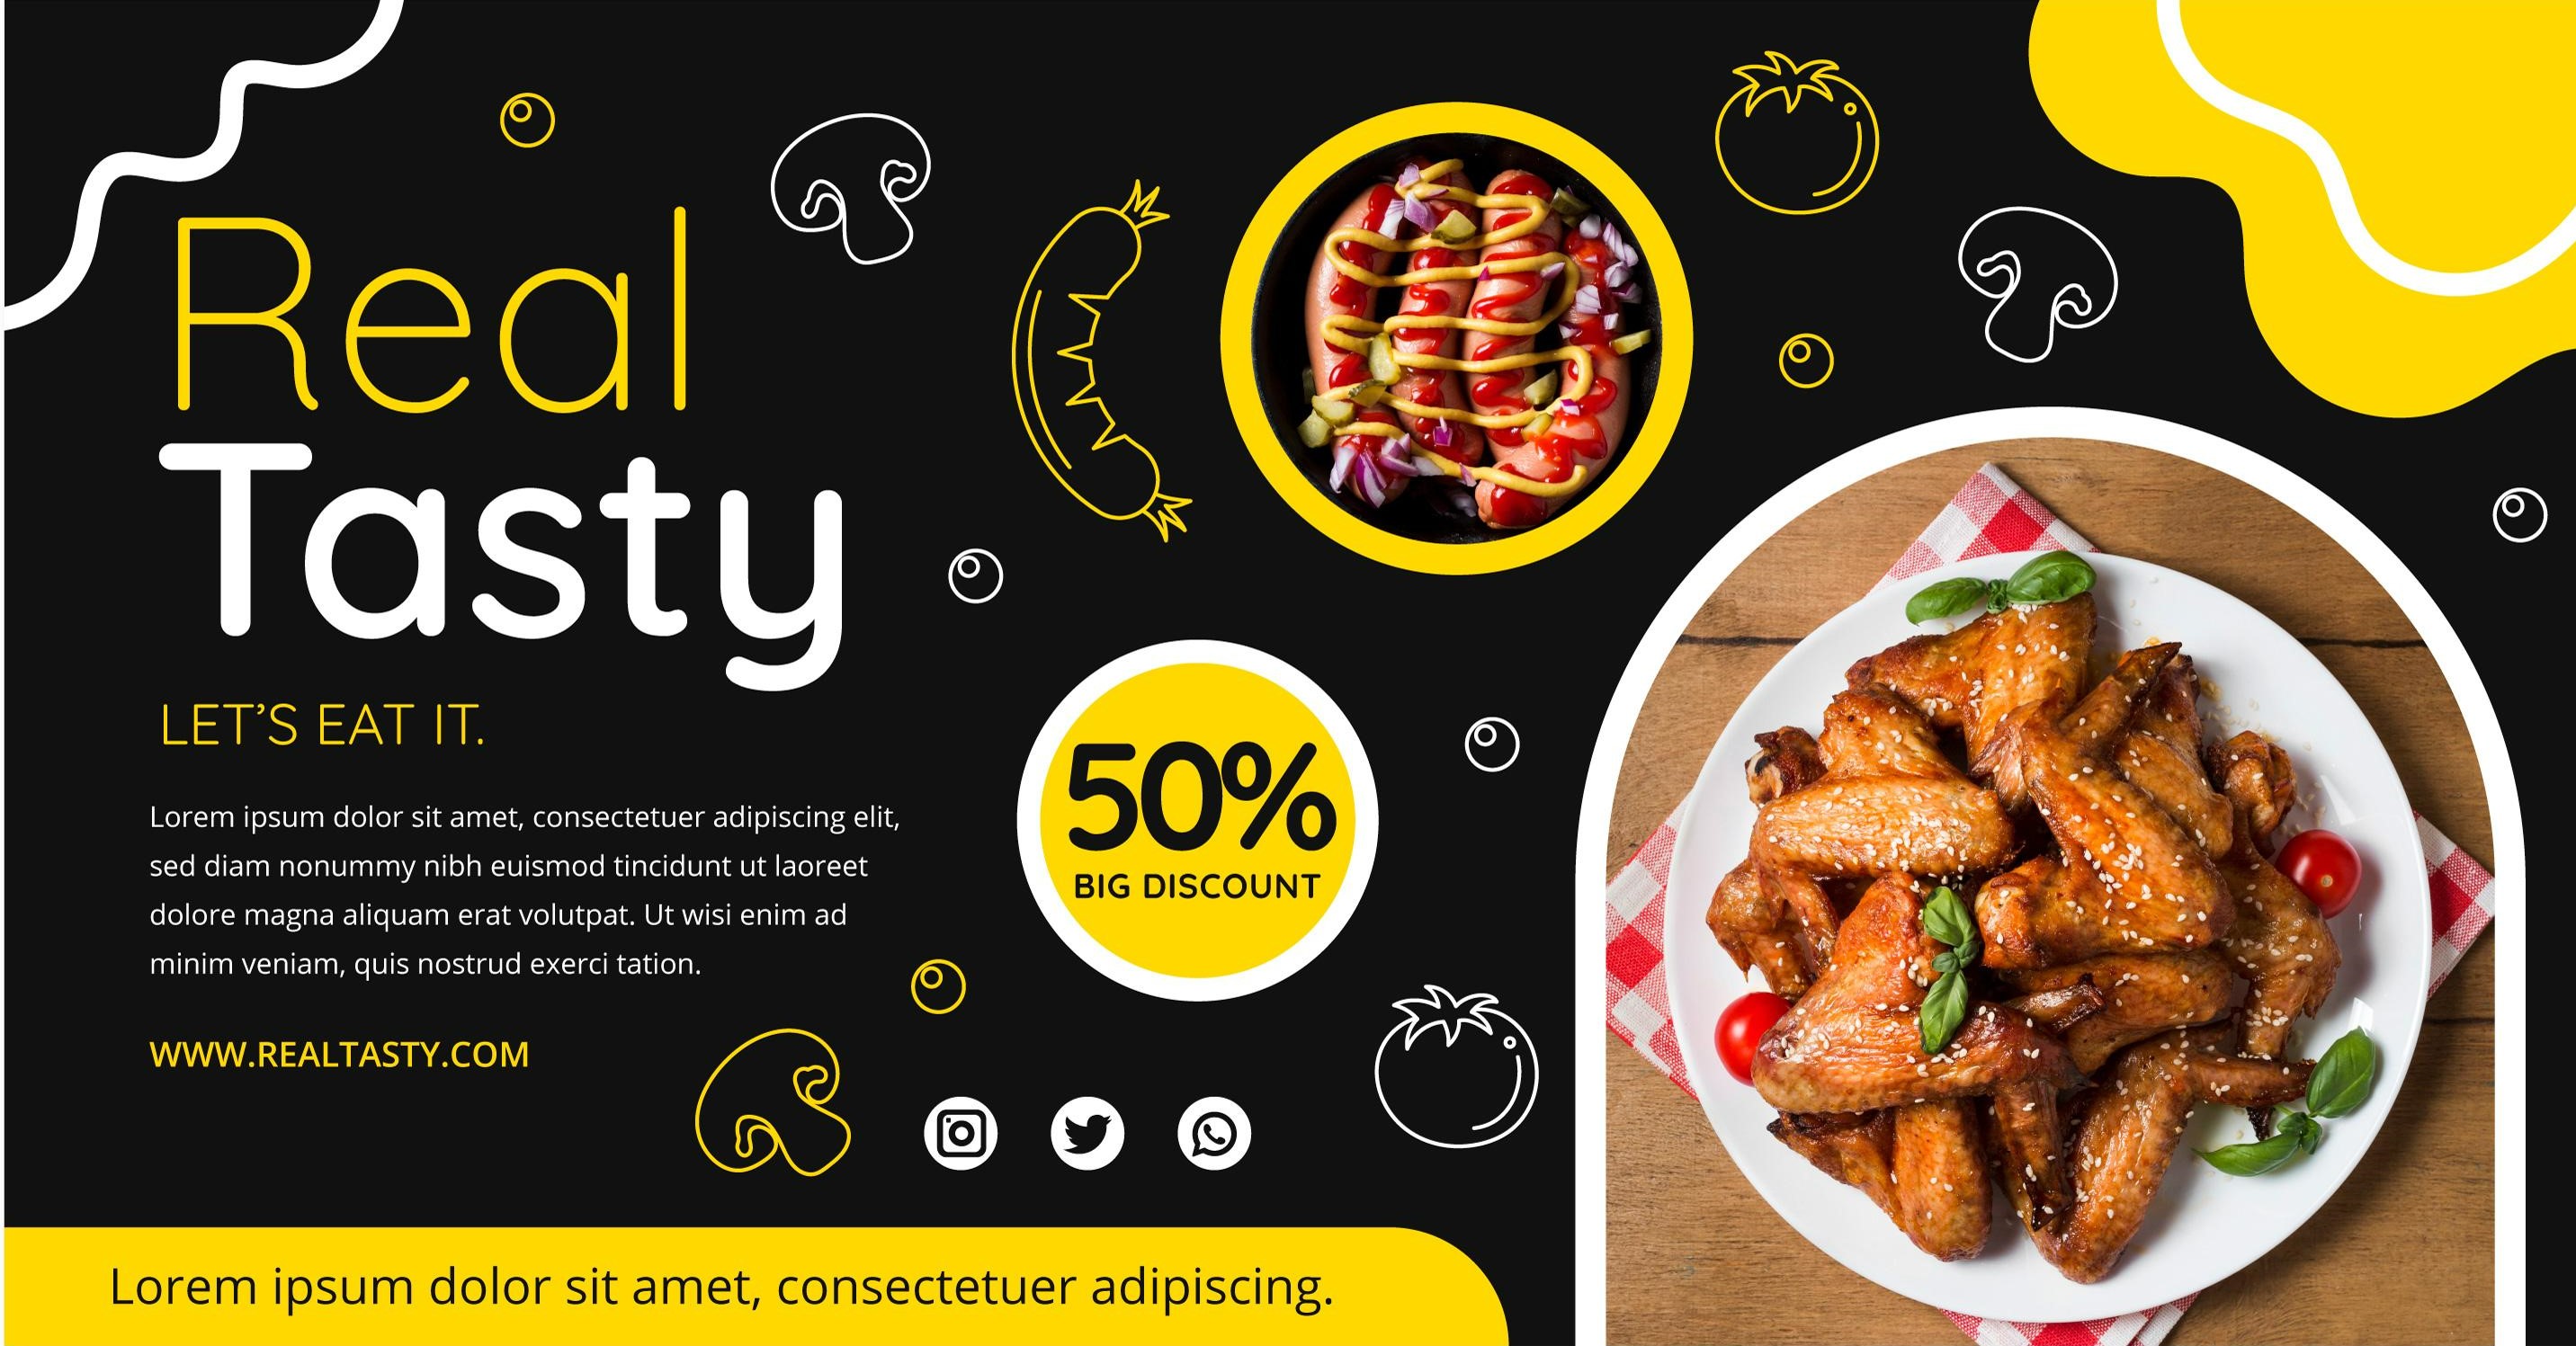 Real
Tasty
LET’S EAT IT.
Lorem ipsum dolor sit amet, consectetuer adipiscing elit,
sed diam nonummy nibh euismod tincidunt ut laoreet
dolore magna aliquam erat volutpat. Ut wisi enim ad
minim veniam, quis nostrud exerci tation.
WWW.REALTASTY.COM
50%
BIG DISCOUNT
Lorem ipsum dolor sit amet, consectetuer adipiscing.